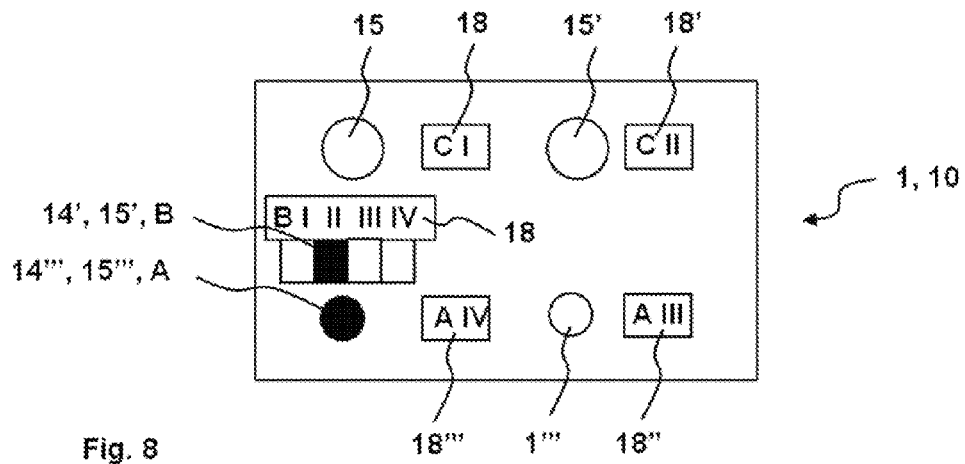 15 18 15' 18'
C I C II
1, 10
14', 15', B B I II III IV 18
14''', 15''', A
A IV A III
18''' 1''' 18''
Fig. 8